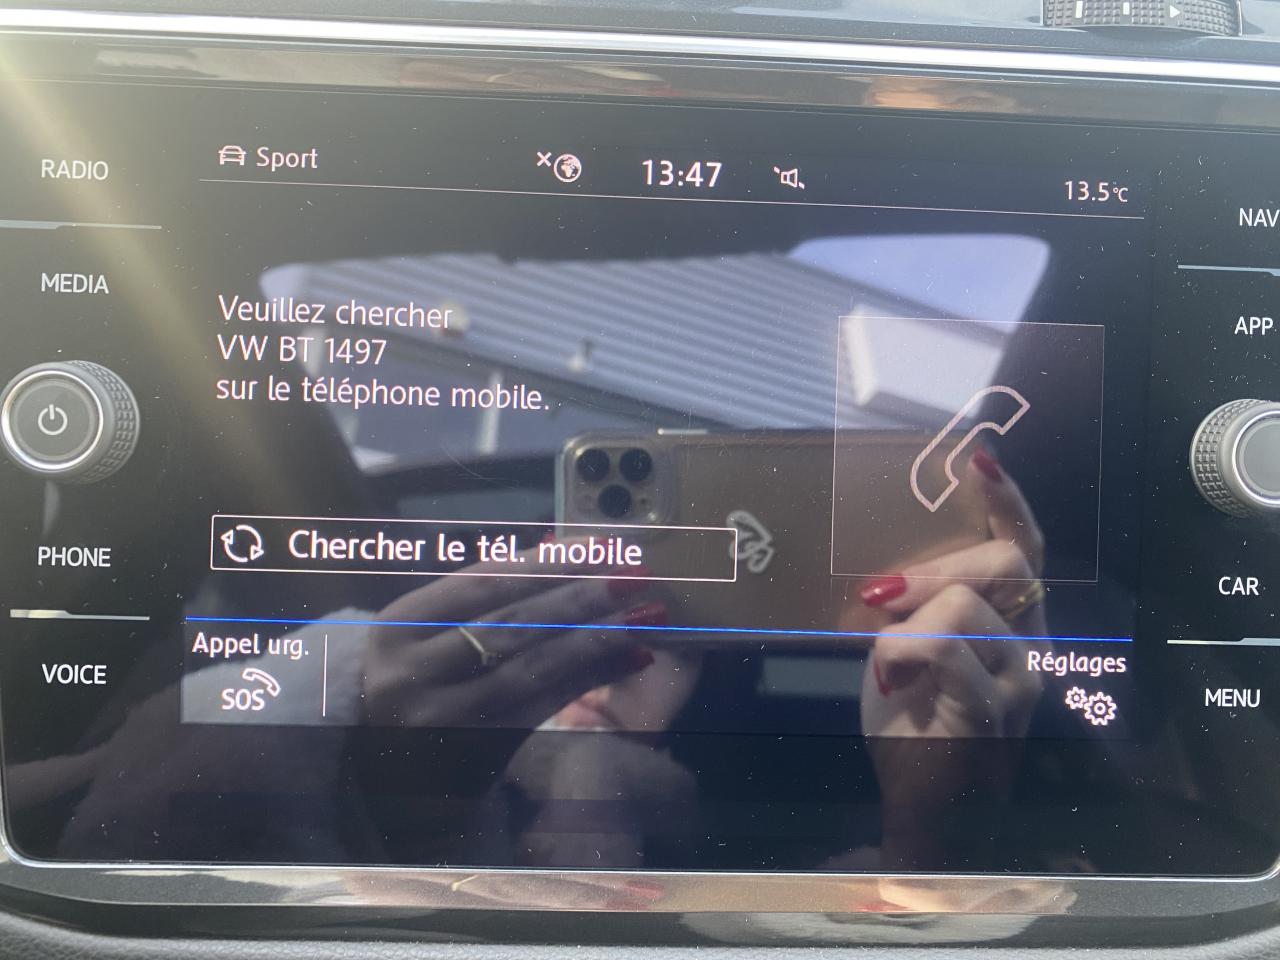 RADIO
MEDIA
PHONE
VOICE
Sport
13:47
13.5°C
Veuillez chercher
VW BT 1497
sur le téléphone mobile.
Chercher le tél. mobile
Appel urg.
SOS
Réglages
NAV
APP
CAR
MENU